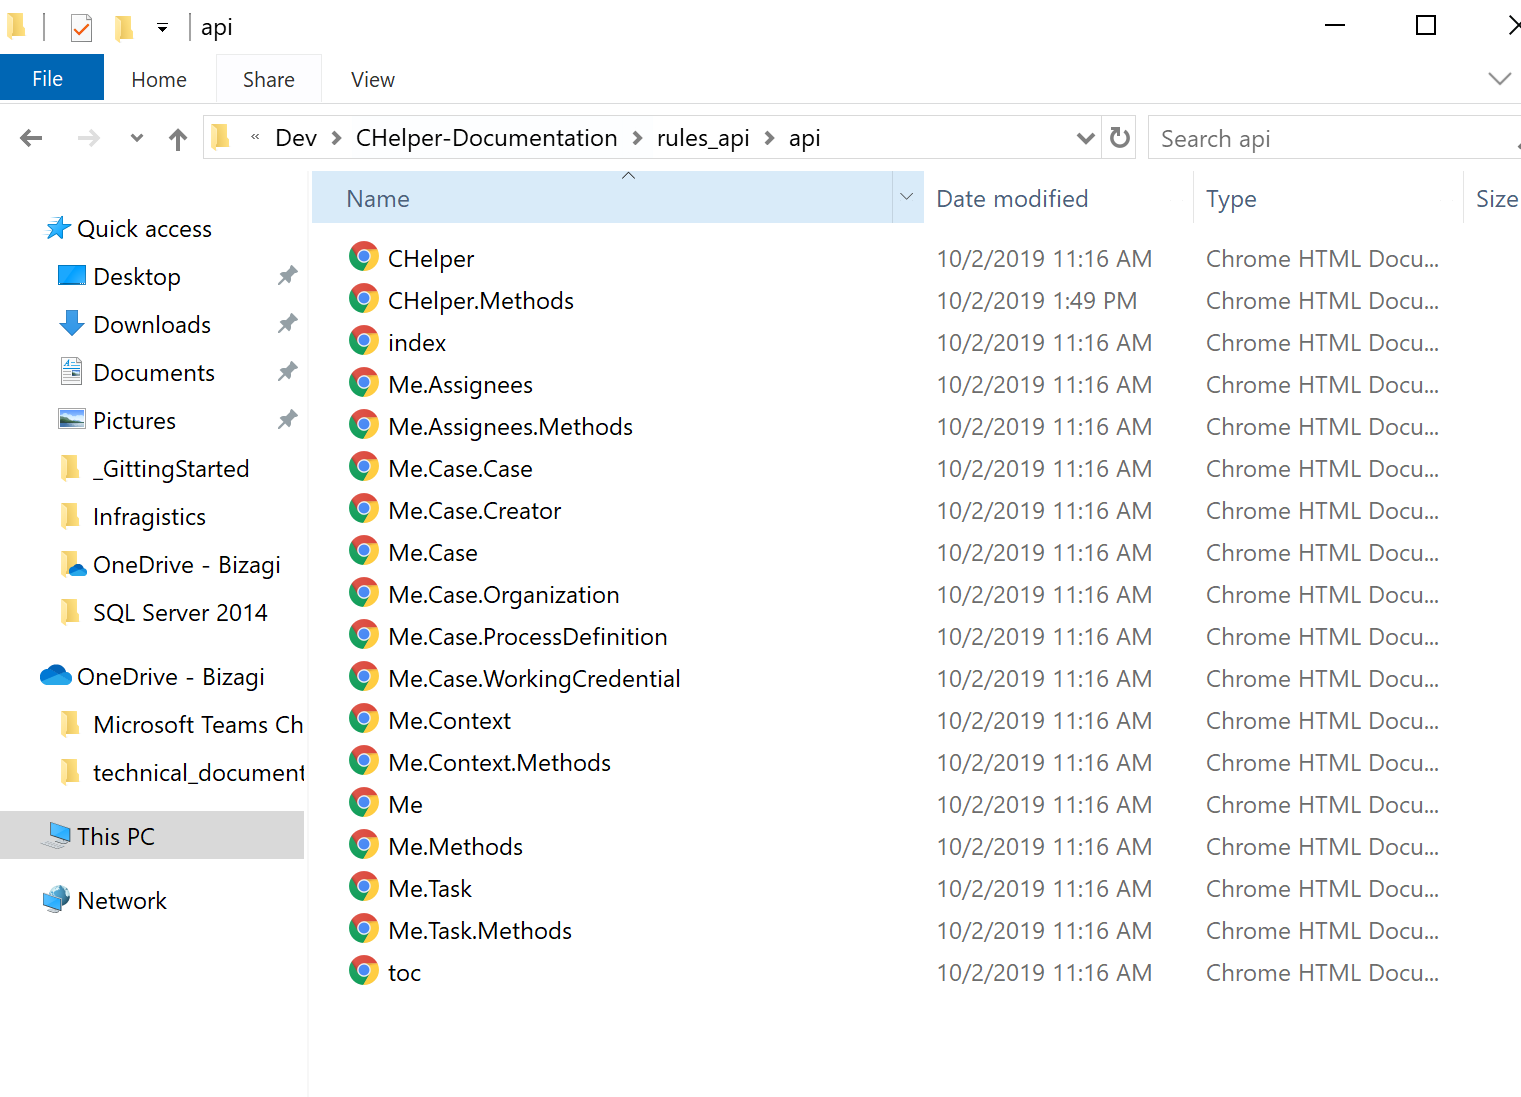 api
File Home Share View
« Dev CHelper-Documentation rules_api api Search api
Name Date modified Type Size
Quick access
Desktop
Downloads
Documents
Pictures
_GittingStarted
Infragistics
OneDrive - Bizagi
SQL Server 2014
OneDrive - Bizagi
Microsoft Teams Ch
technical_document
This PC
Network
CHelper 10/2/2019 11:16 AM Chrome HTML Docu...
CHelper.Methods 10/2/2019 1:49 PM Chrome HTML Docu...
index 10/2/2019 11:16 AM Chrome HTML Docu...
Me.Assignees 10/2/2019 11:16 AM Chrome HTML Docu...
Me.Assignees.Methods 10/2/2019 11:16 AM Chrome HTML Docu...
Me.Case.Case 10/2/2019 11:16 AM Chrome HTML Docu...
Me.Case.Creator 10/2/2019 11:16 AM Chrome HTML Docu...
Me.Case 10/2/2019 11:16 AM Chrome HTML Docu...
Me.Case.Organization 10/2/2019 11:16 AM Chrome HTML Docu...
Me.Case.ProcessDefinition 10/2/2019 11:16 AM Chrome HTML Docu...
Me.Case.WorkingCredential 10/2/2019 11:16 AM Chrome HTML Docu...
Me.Context 10/2/2019 11:16 AM Chrome HTML Docu...
Me.Context.Methods 10/2/2019 11:16 AM Chrome HTML Docu...
Me 10/2/2019 11:16 AM Chrome HTML Docu...
Me.Methods 10/2/2019 11:16 AM Chrome HTML Docu...
Me.Task 10/2/2019 11:16 AM Chrome HTML Docu...
Me.Task.Methods 10/2/2019 11:16 AM Chrome HTML Docu...
toc 10/2/2019 11:16 AM Chrome HTML Docu...